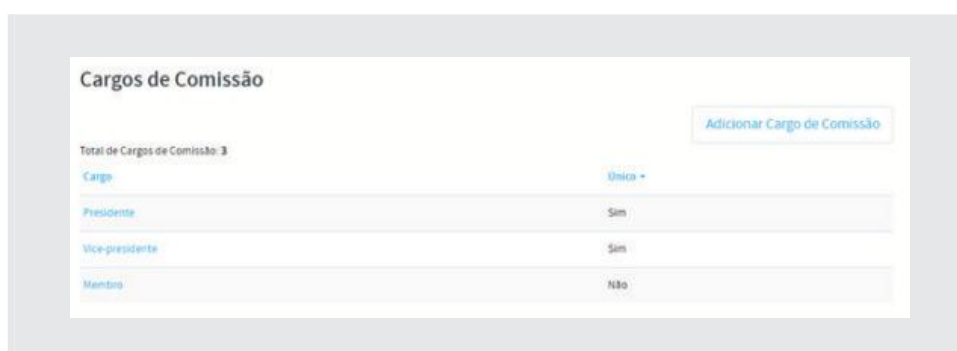 Cargos de Comissão
Adicionar Cargo de Comissão
Total de Cargos de Comissão: 3
Cargo Único
Presidente Sim
Vice-presidente Sim
Membro Não